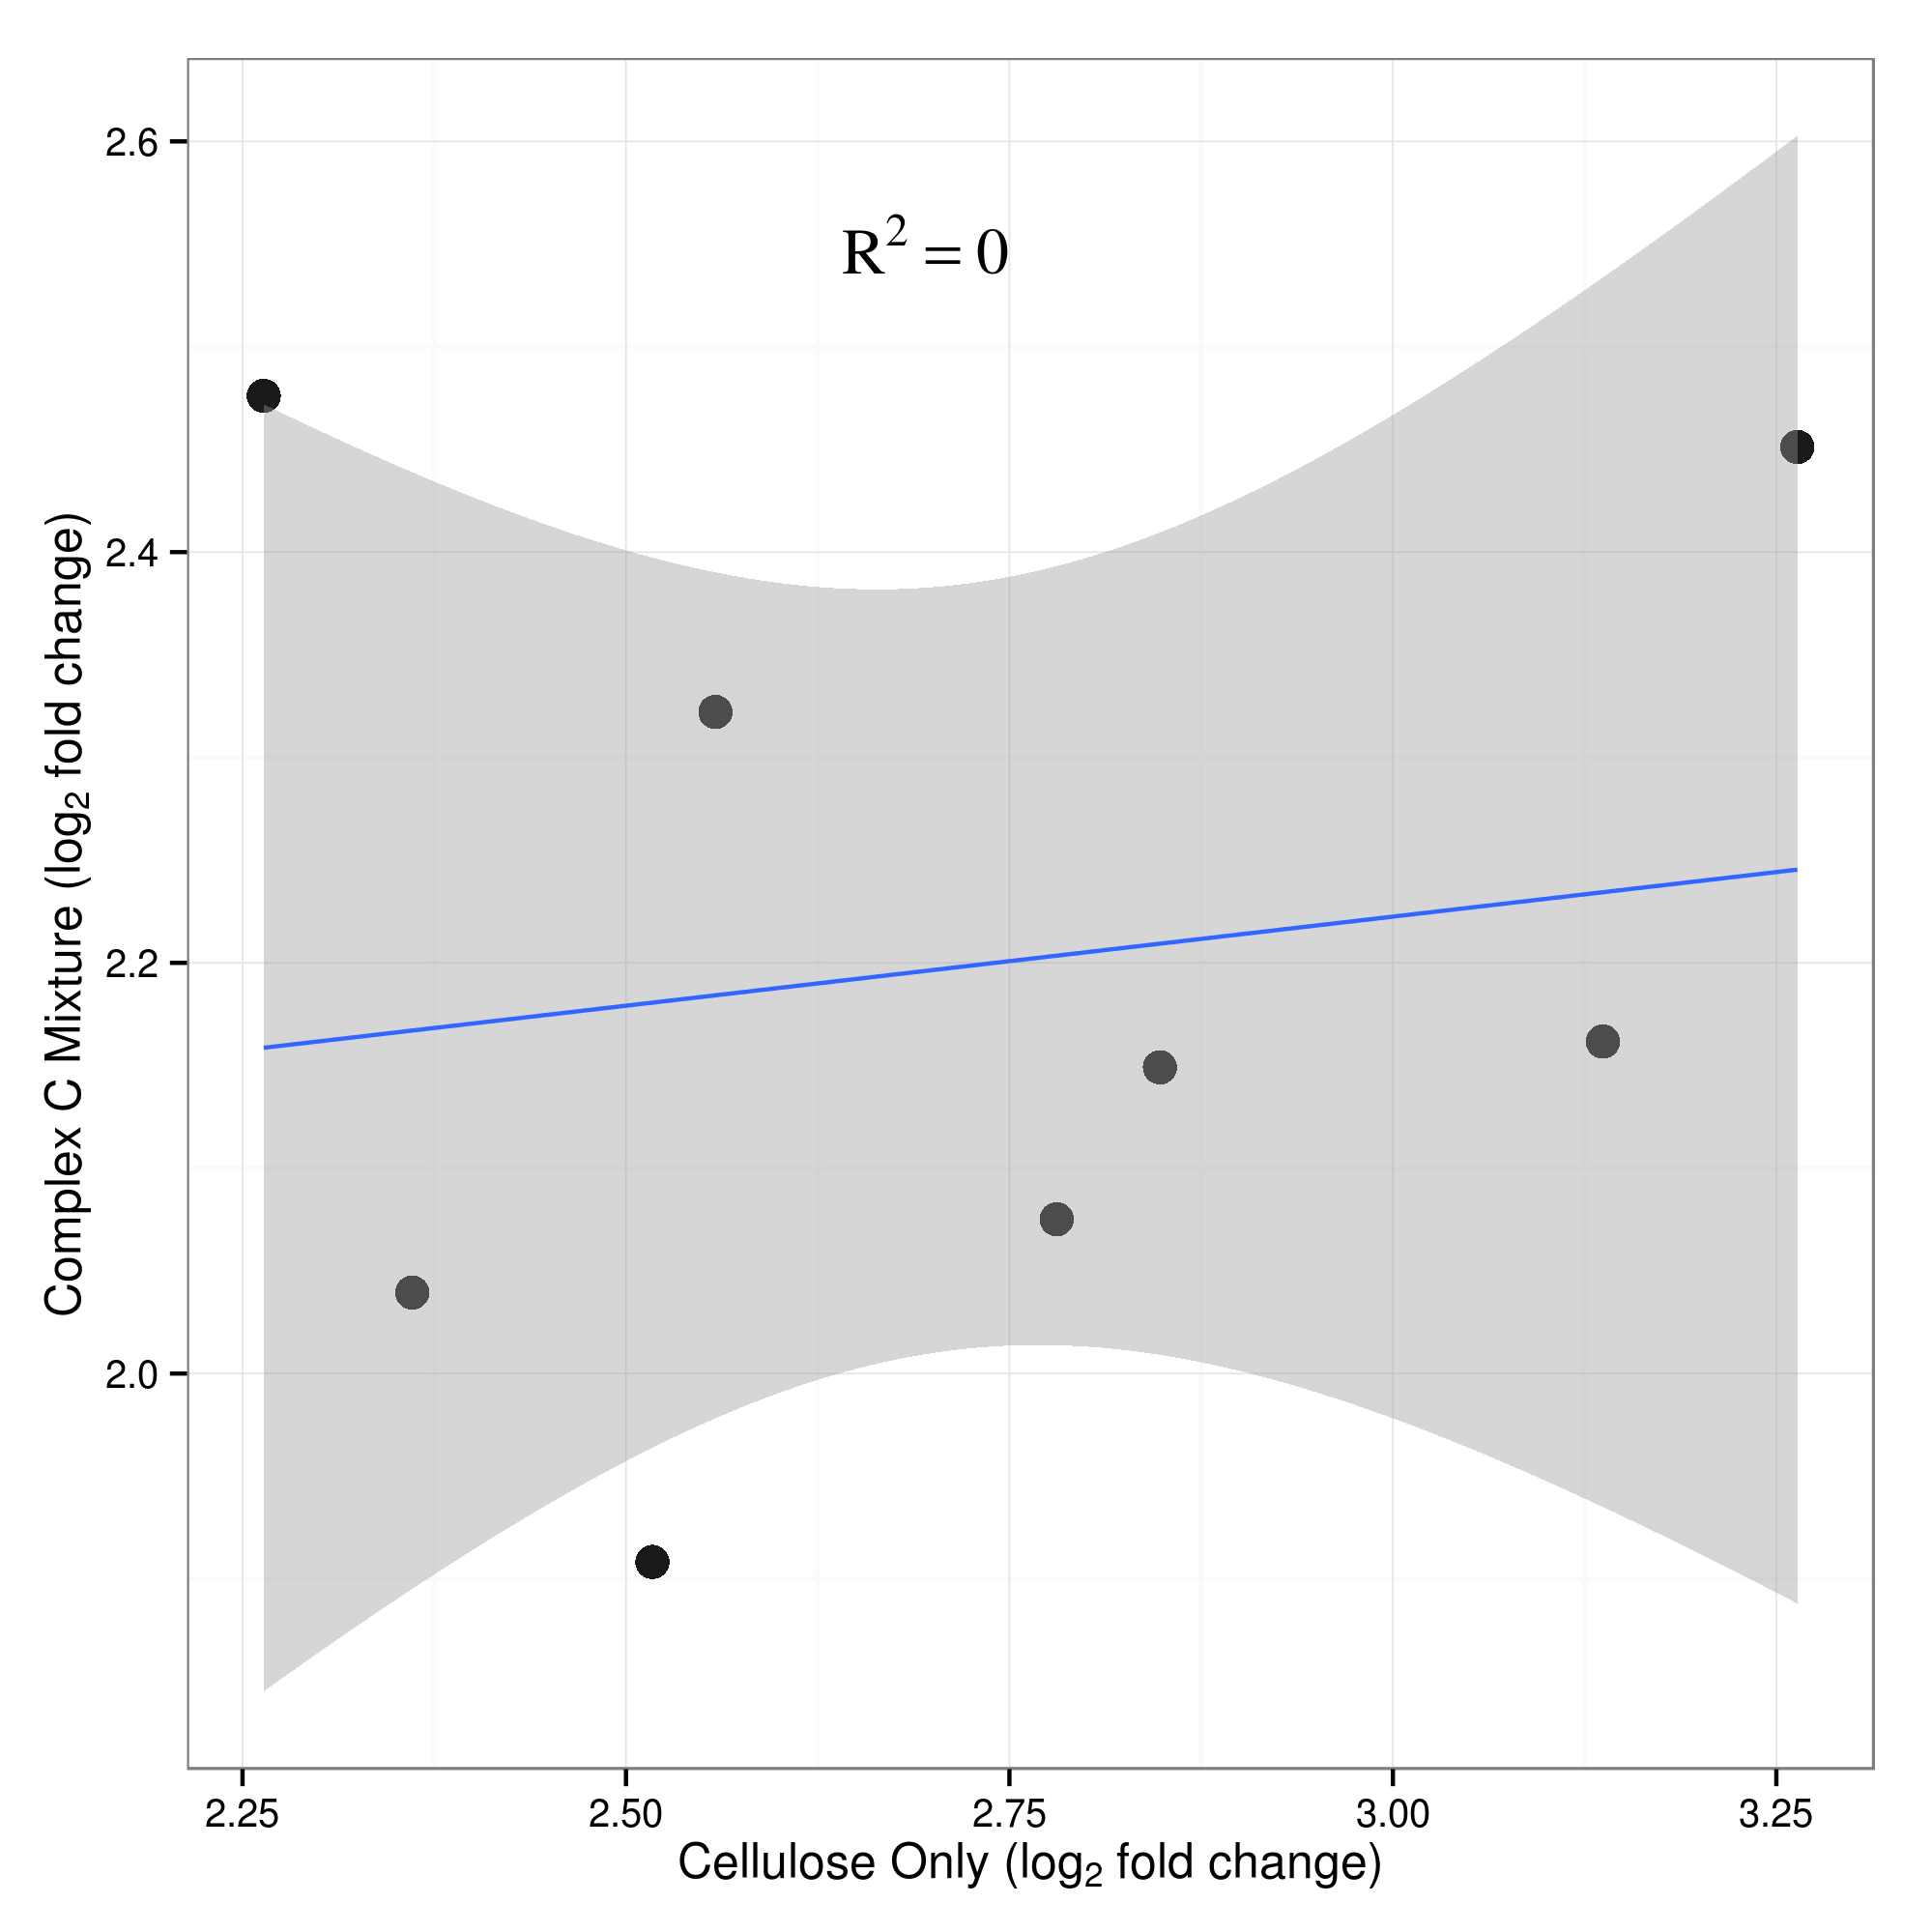 R² = 0
2.6
2.4
2.2
2.0
Complex C Mixture (log₂ fold change)
2.25 2.50 2.75 3.00 3.25
Cellulose Only (log₂ fold change)